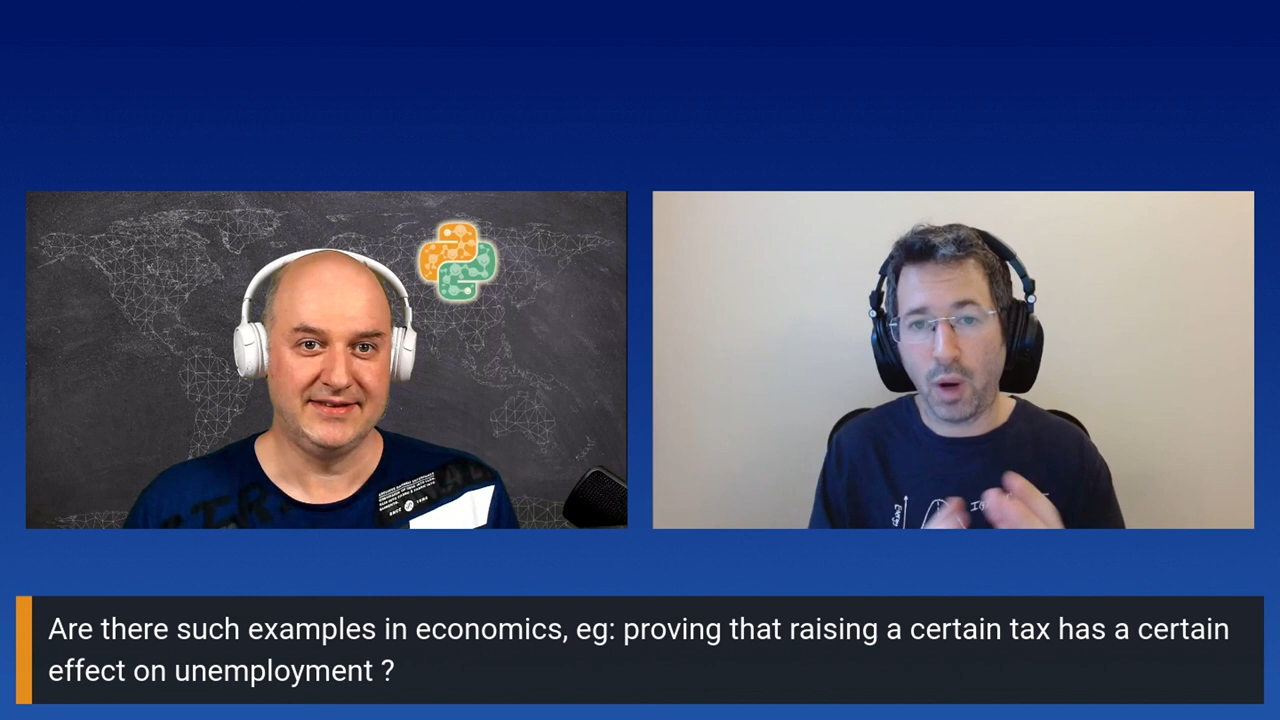 Are there such examples in economics, eg: proving that raising a certain tax has a certain
effect on unemployment ?